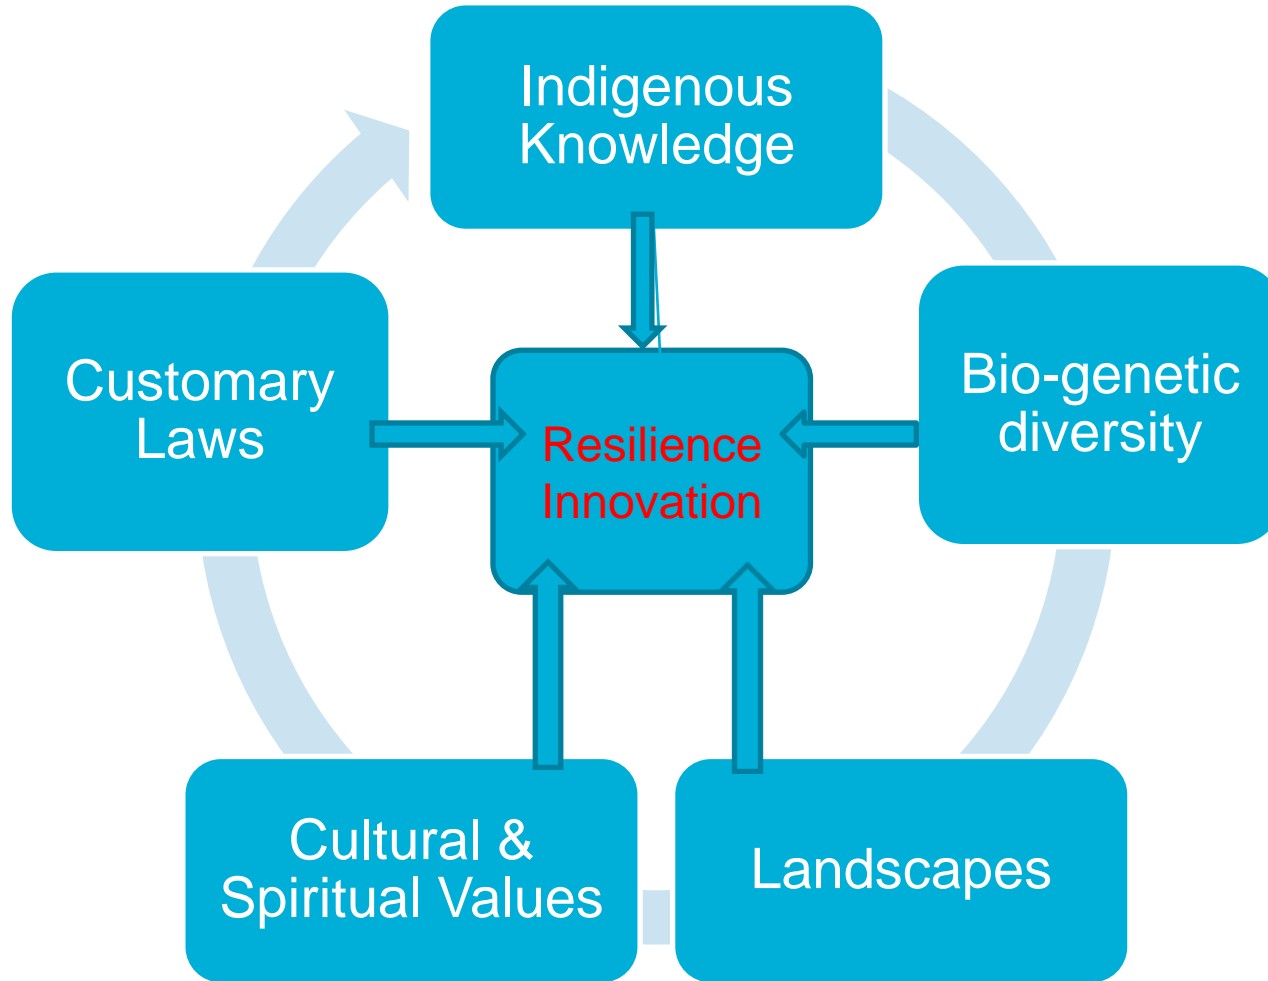 Indigenous
Knowledge
Customary
Laws
Resilience
Innovation
Bio-genetic
diversity
Cultural &
Spiritual Values
Landscapes